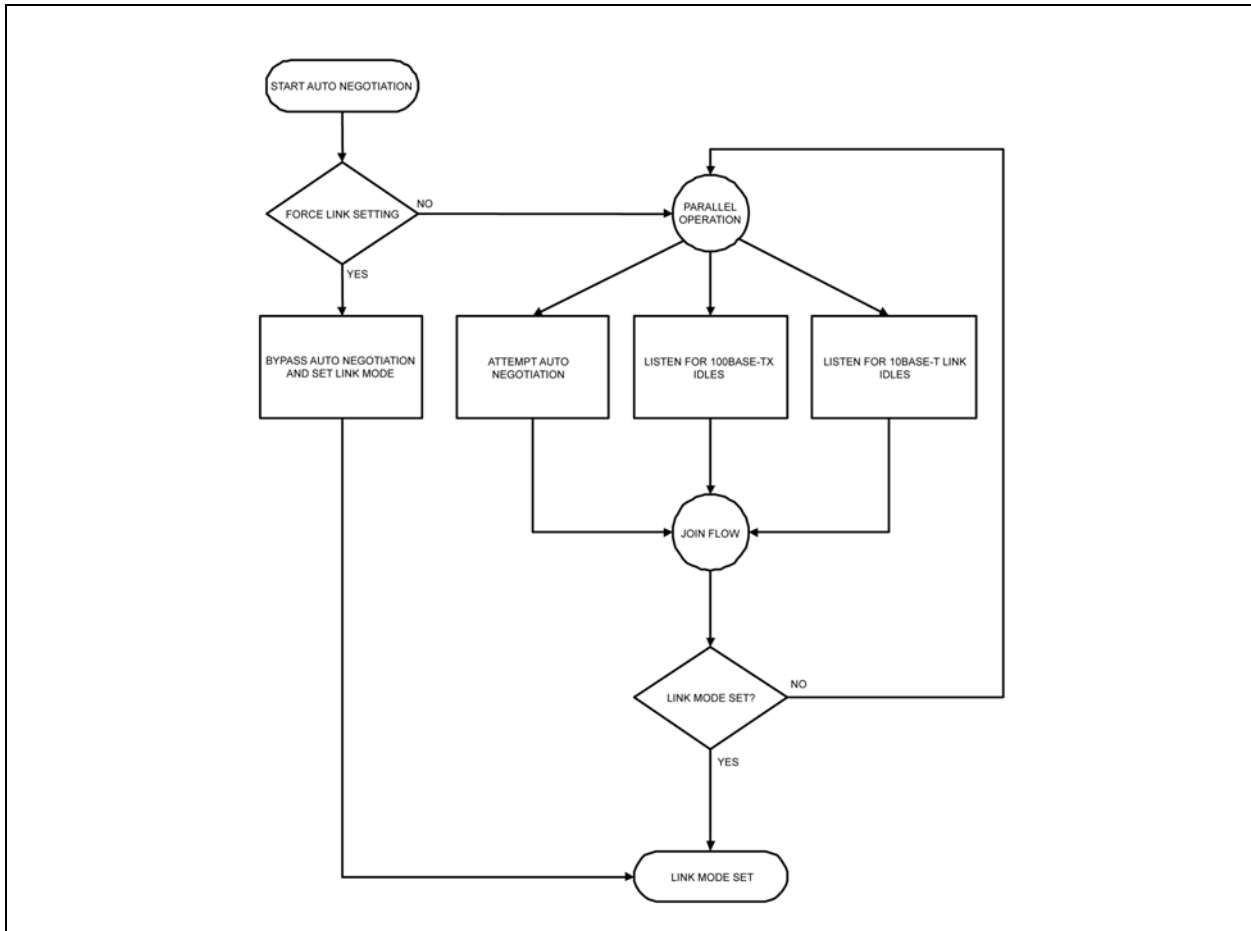 START AUTO NEGOTIATION
FORCE LINK SETTING
NO
PARALLEL
OPERATION
YES
BYPASS AUTO NEGOTIATION
AND SET LINK MODE
ATTEMPT AUTO
NEGOTIATION
LISTEN FOR 100BASE-TX
IDLES
LISTEN FOR 10BASE-T LINK
IDLES
JOIN FLOW
LINK MODE SET?
NO
YES
LINK MODE SET